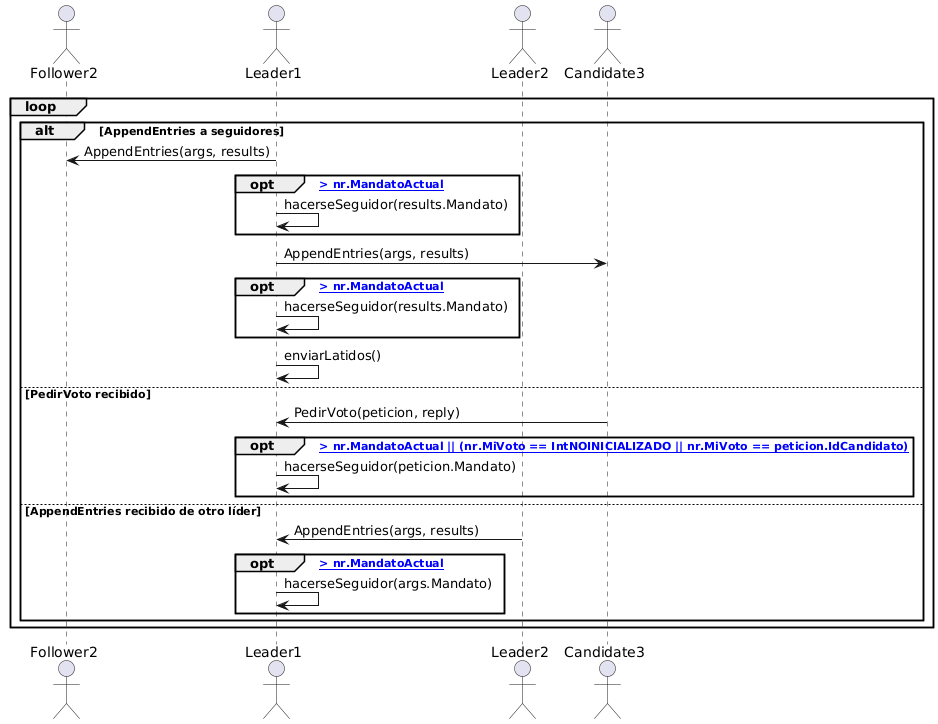 Follower2
Leader1
Leader2
Candidate3
loop
alt [AppendEntries a seguidores]
AppendEntries(args, results)
opt > nr.MandatoActual
hacerseSeguidor(results.Mandato)
AppendEntries(args, results)
opt > nr.MandatoActual
hacerseSeguidor(results.Mandato)
enviarLatidos()
[PedirVoto recibido]
PedirVoto(peticion, reply)
opt > nr.MandatoActual || (nr.MiVoto == IntNOINICIALIZADO || nr.MiVoto == peticion.IdCandidato)
hacerseSeguidor(peticion.Mandato)
[AppendEntries recibido de otro líder]
AppendEntries(args, results)
opt > nr.MandatoActual
hacerseSeguidor(args.Mandato)
Follower2
Leader1
Leader2
Candidate3